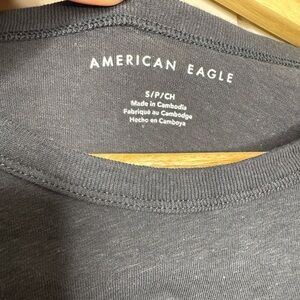 AMERICAN EAGLE
S/P/CH
Made in Cambodia
Fabriqué au Cambodge
Hecho en Camboya